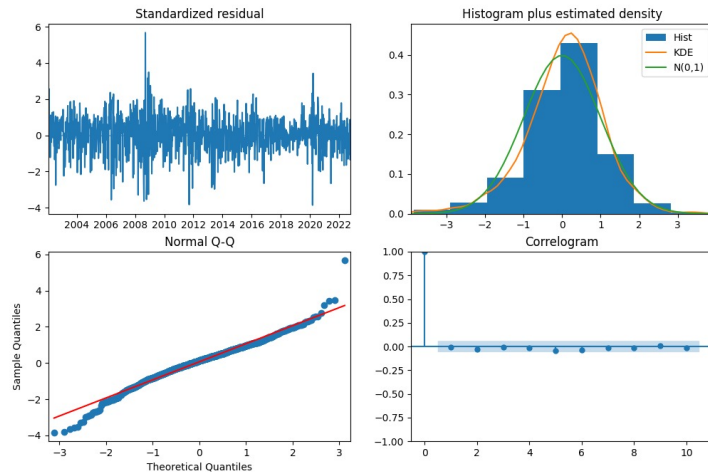 Standardized residual
6
4
2
0
−2
−4
2004 2006 2008 2010 2012 2014 2016 2018 2020 2022
Histogram plus estimated density
Hist
KDE
N(0,1)
0.4
0.3
0.2
0.1
0.0
−3 −2 −1 0 1 2 3
Normal Q-Q
Sample Quantiles
6
4
2
0
−2
−4
−3 −2 −1 0 1 2 3
Theoretical Quantiles
Correlogram
1.00
0.75
0.50
0.25
0.00
−0.25
−0.50
−0.75
−1.00
0 2 4 6 8 10